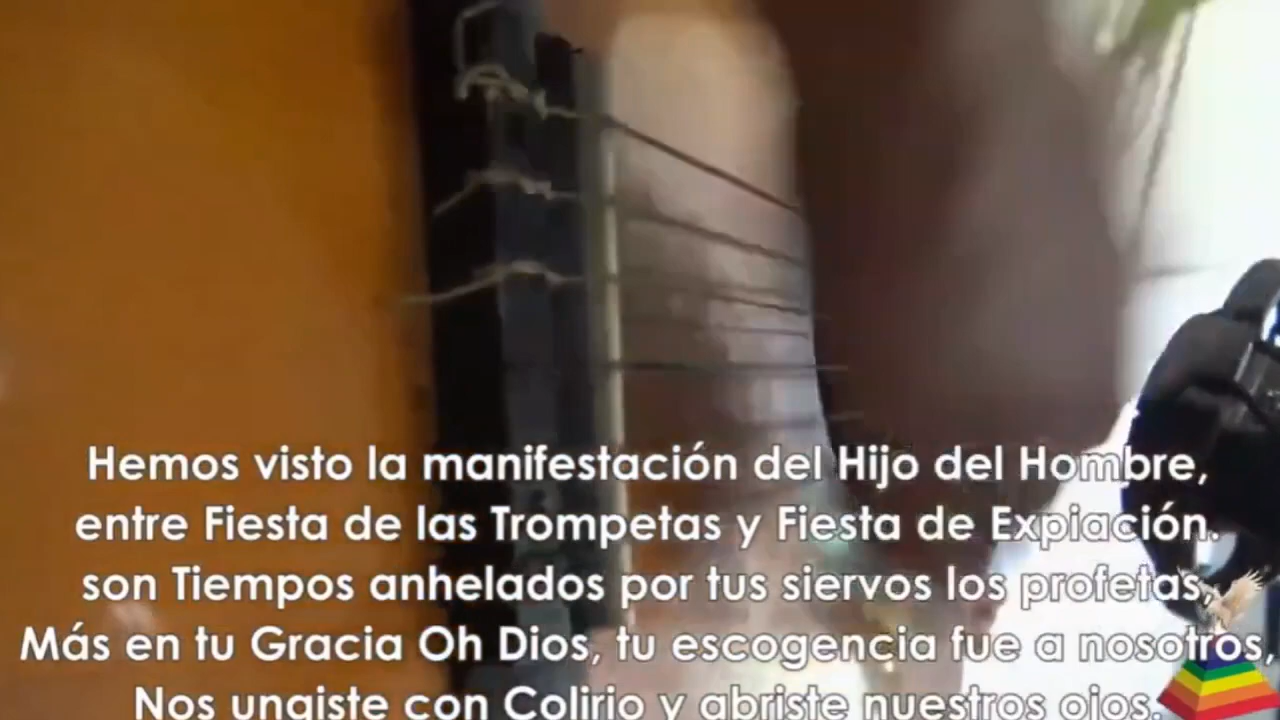 Hemos visto la manifestación del Hijo del Hombre,
entre Fiesta de las Trompetas y Fiesta de Expiación.
son Tiempos anhelados por tus siervos los profetas,
Más en tu Gracia Oh Dios, tu escogencia fue a nosotros,
Nos ungiste con Colirio y abriste nuestros ojos.